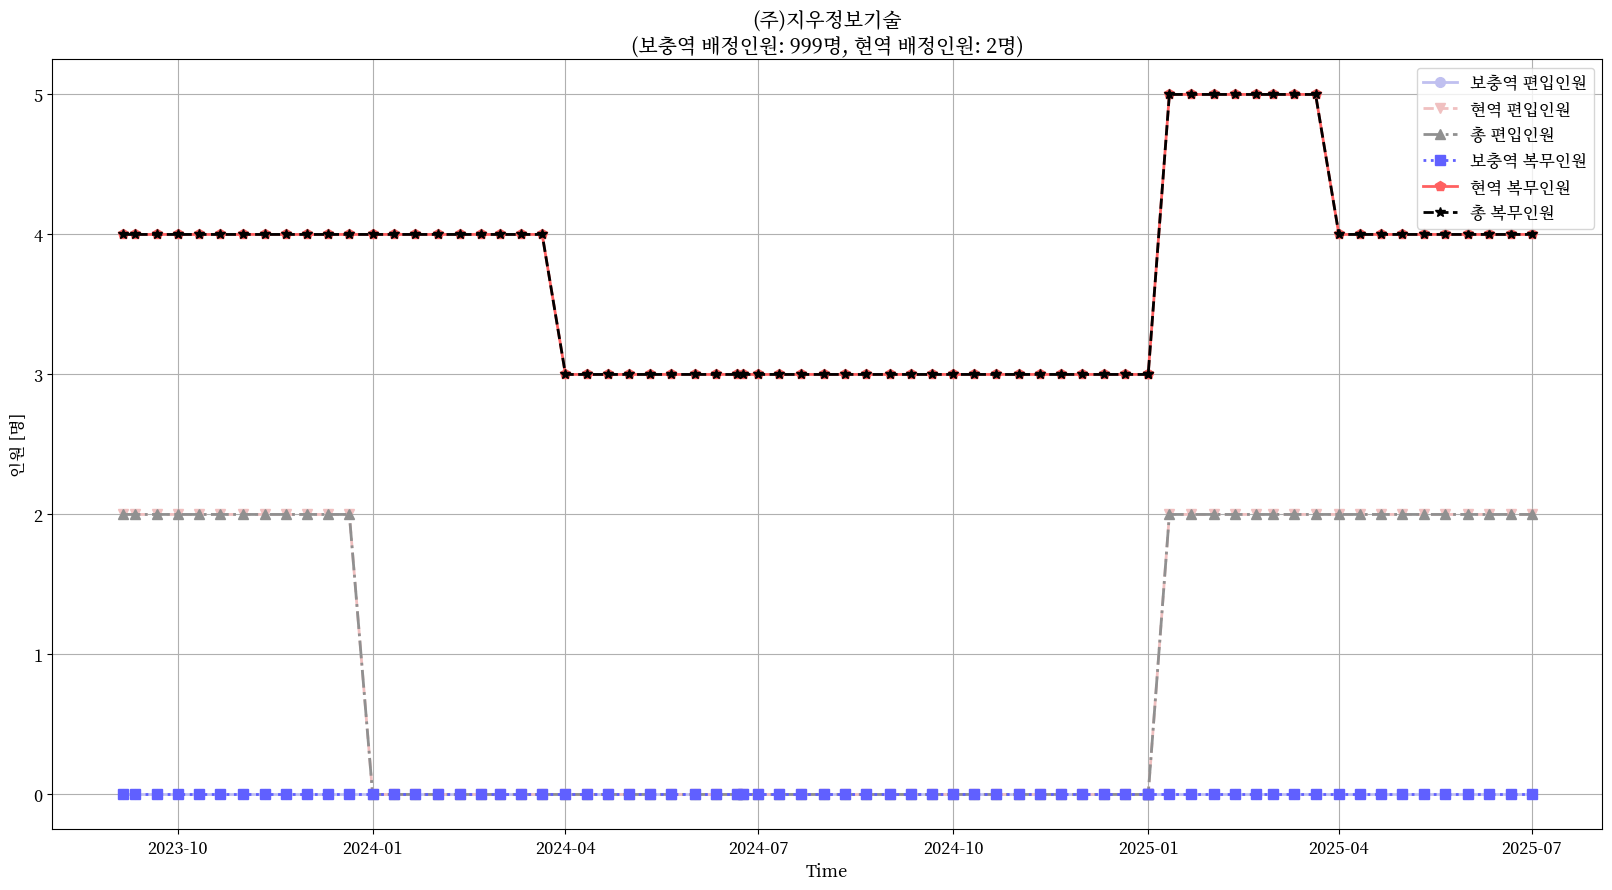 (주)지우정보기술
(보충역 배정인원: 999명, 현역 배정인원: 2명)
보충역 편입인원
현역 편입인원
총 편입인원
보충역 복무인원
현역 복무인원
총 복무인원
인원 [명]
5
4
3
2
1
0
2023-10
2024-01
2024-04
2024-07
2024-10
2025-01
2025-04
2025-07
Time